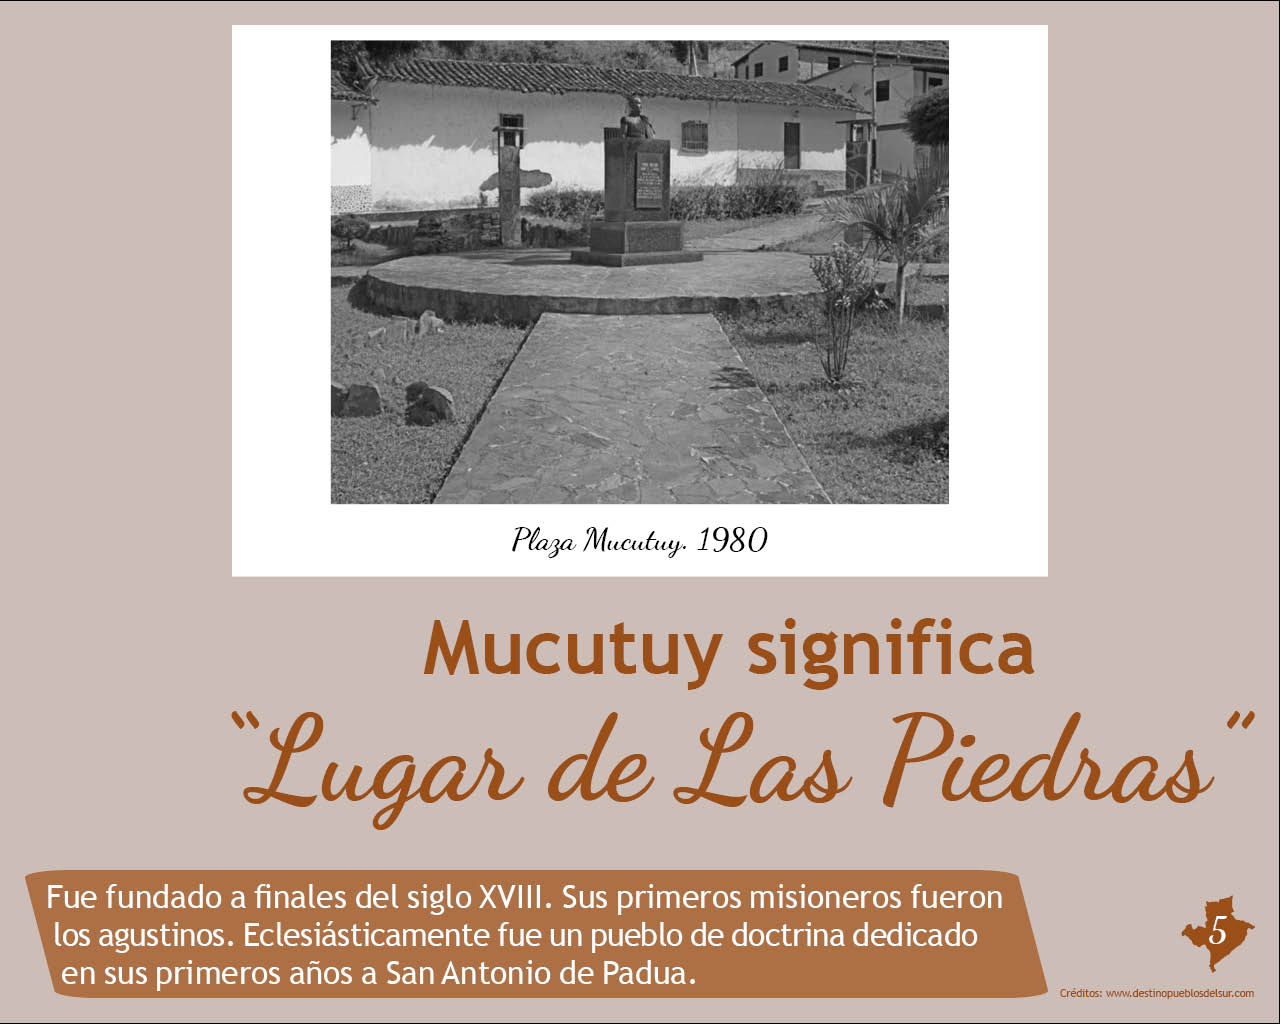 Plaza Mucutuy. 1980
Mucutuy significa
"Lugar de Las Piedras"
Fue fundado a finales del siglo XVIII. Sus primeros misioneros fueron
los agustinos. Eclesiásticamente fue un pueblo de doctrina dedicado
en sus primeros años a San Antonio de Padua.
5
Créditos: www.destinopueblosdelsur.com